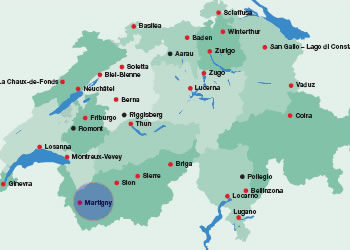 Sciaffusa
Basilea
Winterthur
Baden
San Gallo – Lago di Const
Aarau
Zurigo
Soletta
Biel-Bienne
Zugo
La Chaux-de-Fonds
Vaduz
Neuchâtel
Lucerna
Berna
Riggisberg
Coira
Friburgo
Thun
Romont
Losanna
Montreux-Vevey
Briga
Sierre
Pollegio
Ginevra
Sion
Bellinzona
Locarno
Martigny
Lugano